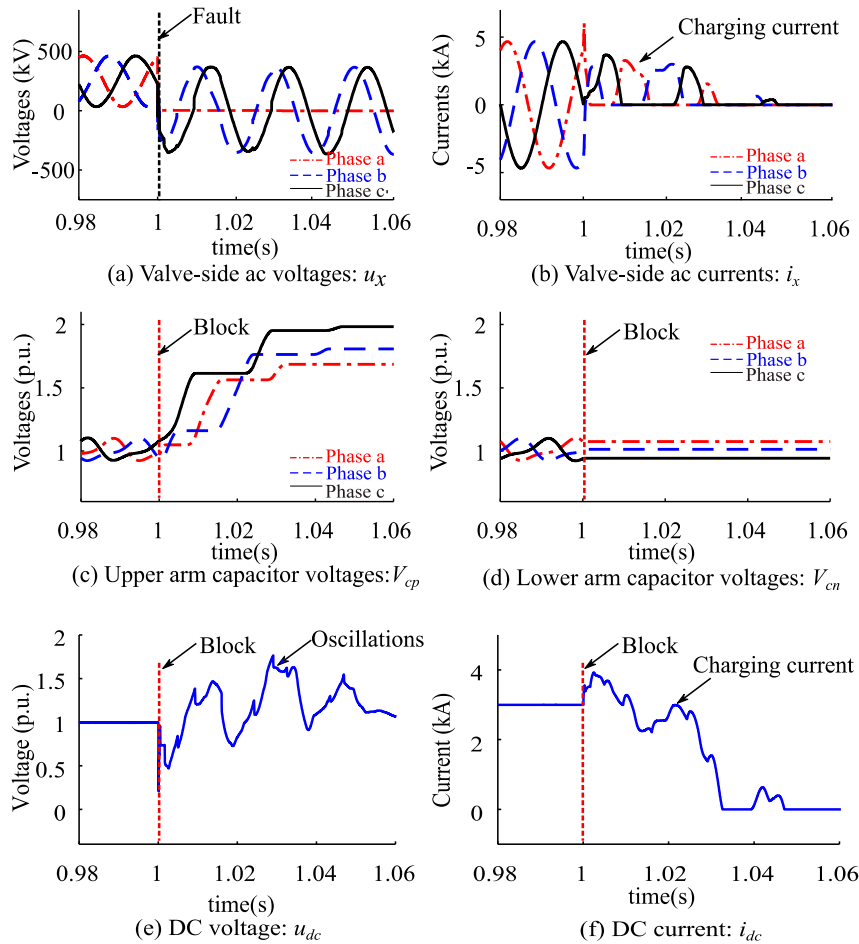 Fault
Voltages (kV)
500
0
-500
Phase a
Phase b
Phase c
0.98 1 1.02 1.04 1.06
time(s)
(a) Valve-side ac voltages: ux
Charging current
Currents (kA)
5
0
-5
Phase a
Phase b
Phase c
0.98 1 1.02 1.04 1.06
time(s)
(b) Valve-side ac currents: ix
Block
Voltages (p.u.)
2
1.5
1
Phase a
Phase b
Phase c
0.98 1 1.02 1.04 1.06
time(s)
(c) Upper arm capacitor voltages:Vcp
Block
Voltages (p.u.)
2
1.5
1
Phase a
Phase b
Phase c
0.98 1 1.02 1.04 1.06
time(s)
(d) Lower arm capacitor voltages: Vcn
Block
Oscillations
Voltage (p.u.)
2
1.5
1
0.5
0
0.98 1 1.02 1.04 1.06
time(s)
(e) DC voltage: udc
Block
Charging current
Current (kA)
4
2
0
0.98 1 1.02 1.04 1.06
time(s)
(f) DC current: idc